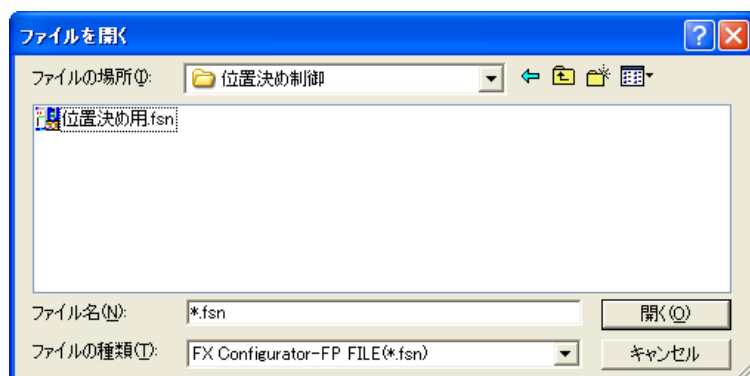 ファイルを開く
ファイルの場所(I):
位置決め制御
位置決め用.fsn
ファイル名(N):
*.fsn
開く(O)
ファイルの種類(T):
FX Configurator-FP FILE(*.fsn)
キャンセル